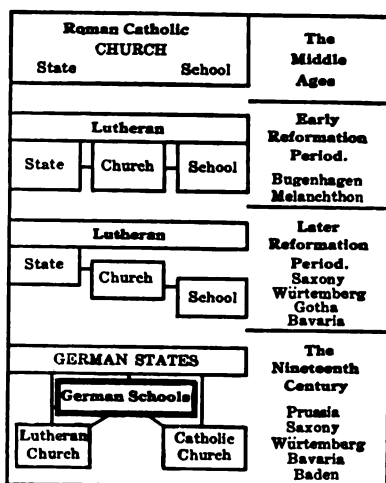 Roman Catholic
CHURCH
State School
The
Middle
Ages
Lutheran
State Church School
Early
Reformation
Period.
Bugenhagen
Melanchthon
Lutheran
State
Church
School
Later
Reformation
Period.
Saxony
Würtemberg
Gotha
Bavaria
GERMAN STATES
German Schools
Lutheran
Church
Catholic
Church
The
Nineteenth
Century
Prussia
Saxony
Würtemberg
Bavaria
Baden